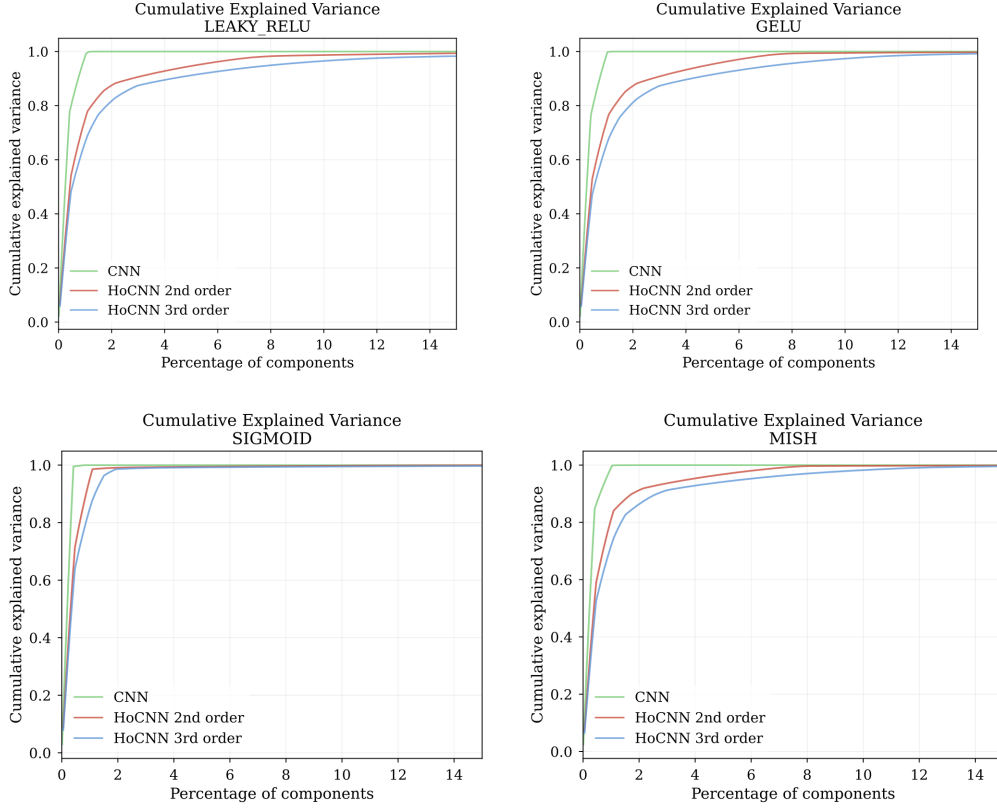 Cumulative Explained Variance
LEAKY_RELU
Cumulative explained variance
1.0
0.8
0.6
0.4
0.2
0.0
CNN
HoCNN 2nd order
HoCNN 3rd order
0 2 4 6 8 10 12 14
Percentage of components
Cumulative Explained Variance
GELU
Cumulative explained variance
1.0
0.8
0.6
0.4
0.2
0.0
CNN
HoCNN 2nd order
HoCNN 3rd order
0 2 4 6 8 10 12 14
Percentage of components
Cumulative Explained Variance
SIGMOID
Cumulative explained variance
1.0
0.8
0.6
0.4
0.2
0.0
CNN
HoCNN 2nd order
HoCNN 3rd order
0 2 4 6 8 10 12 14
Percentage of components
Cumulative Explained Variance
MISH
Cumulative explained variance
1.0
0.8
0.6
0.4
0.2
0.0
CNN
HoCNN 2nd order
HoCNN 3rd order
0 2 4 6 8 10 12 14
Percentage of components